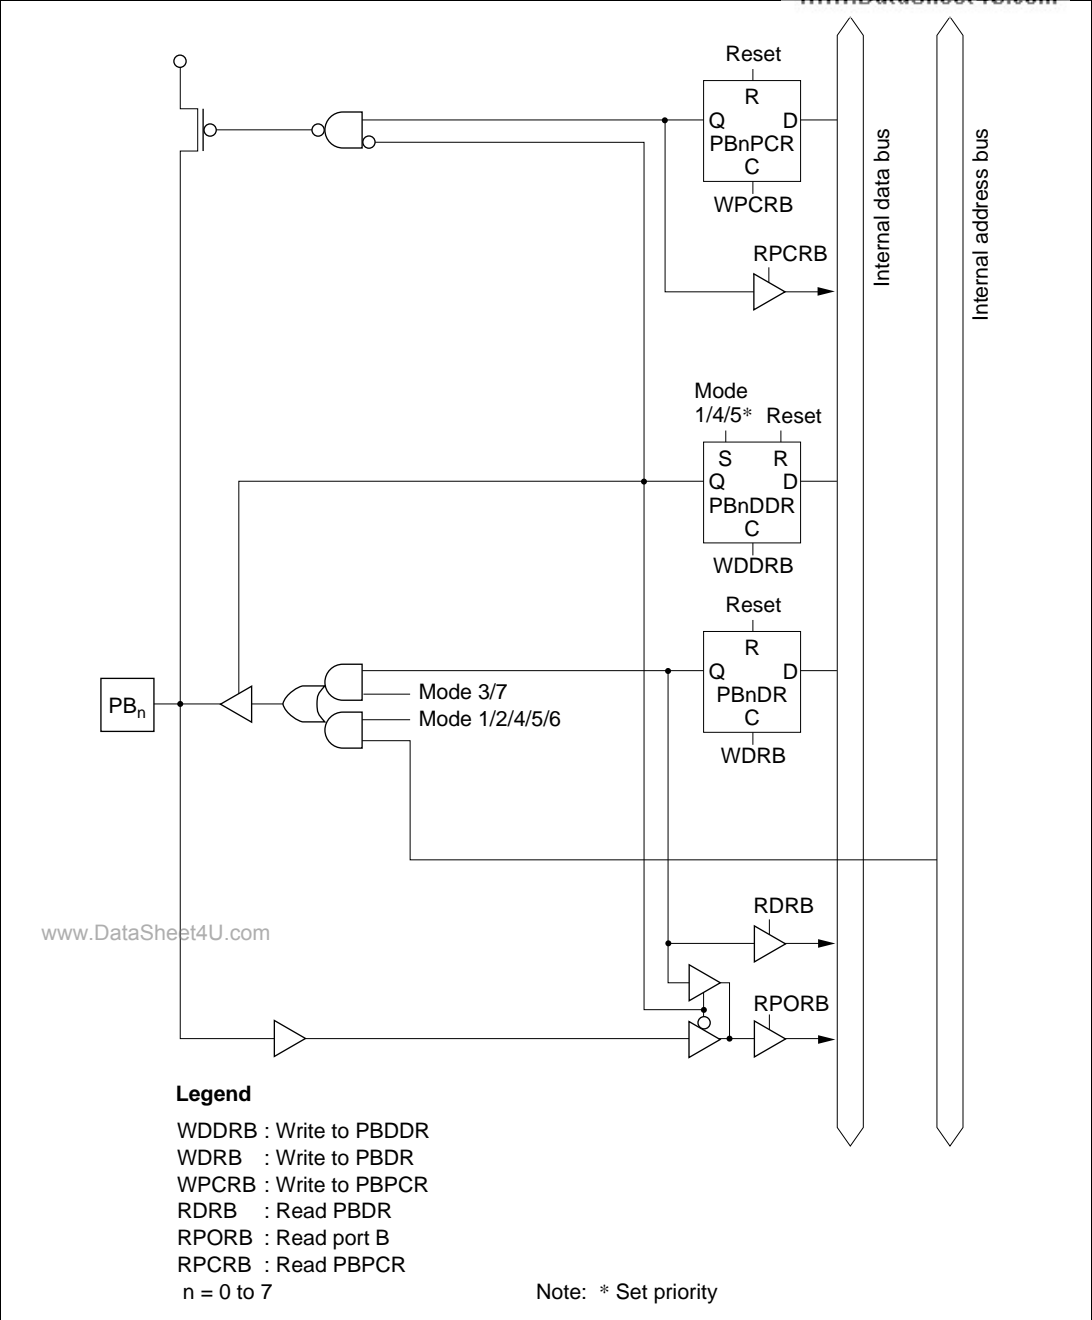 Reset
R
Q D
PBnPCR
C
WPCRB
RPCRB
Internal data bus
Internal address bus
Mode
1/4/5* Reset
S R
Q D
PBnDDR
C
WDDRB
Reset
R
Q D
PBnDR
C
WDRB
PBn
Mode 3/7
Mode 1/2/4/5/6
RDRB
www.DataSheet4U.com
RPORB
Legend
WDDRB : Write to PBDDR
WDRB : Write to PBDR
WPCRB : Write to PBPCR
RDRB : Read PBDR
RPORB : Read port B
RPCRB : Read PBPCR
n = 0 to 7
Note: * Set priority